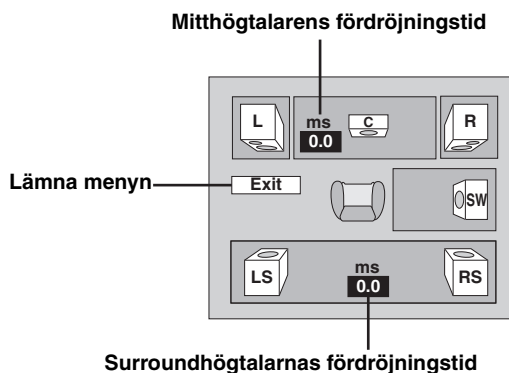 Mitthögtalarens fördröjningstid
L
ms
0.0
C
R
Lämna menyn
Exit
SW
LS
ms
0.0
RS
Surroundhögtalarnas fördröjningstid